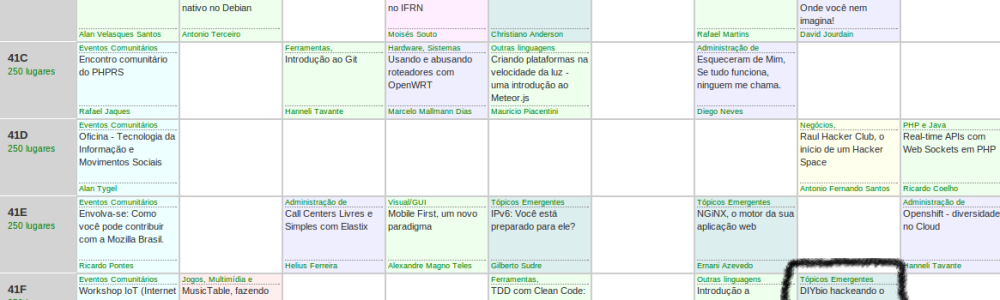 nativo no Debian
no IFRN
Onde você nem
imagina!
Alan Velasques Santos
Antonio Terceiro
Moisés Souto
Christiano Anderson
Rafael Martins
David Jourdain
41C
250 lugares
Eventos Comunitários
Encontro comunitário
do PHPRS
Rafael Jaques
Ferramentas,
Introdução ao Git
Hanneli Tavante
Hardware, Sistemas
Usando e abusando
roteadores com
OpenWRT
Marcelo Mallmann Dias
Outras linguagens
Criando plataformas na
velocidade da luz -
uma introdução ao
Meteor.js
Mauricio Piacentini
Administração de
Esqueceram de Mim,
Se tudo funciona,
ninguem me chama.
Diego Neves
41D
250 lugares
Eventos Comunitários
Oficina - Tecnologia da
Informação e
Movimentos Sociais
Alan Tygel
Negócios,
Raul Hacker Club, o
início de um Hacker
Space
Antonio Fernando Santos
PHP e Java
Real-time APIs com
Web Sockets em PHP
Ricardo Coelho
41E
250 lugares
Eventos Comunitários
Envolva-se: Como
você pode contribuir
com a Mozilla Brasil.
Ricardo Pontes
Administração de
Call Centers Livres e
Simples com Elastix
Helius Ferreira
Visual/GUI
Mobile First, um novo
paradigma
Alexandre Magno Teles
Tópicos Emergentes
IPv6: Você está
preparado para ele?
Gilberto Sudre
Tópicos Emergentes
NGiNX, o motor da sua
aplicação web
Ernani Azevedo
Administração de
Openshift - diversidade
no Cloud
Hanneli Tavante
41F
Eventos Comunitários
Workshop IoT (Internet
Jogos, Multimídia e
MusicTable, fazendo
Ferramentas,
TDD com Clean Code:
Outras linguagens
Introdução a
Tópicos Emergentes
DIYbio hackeando o